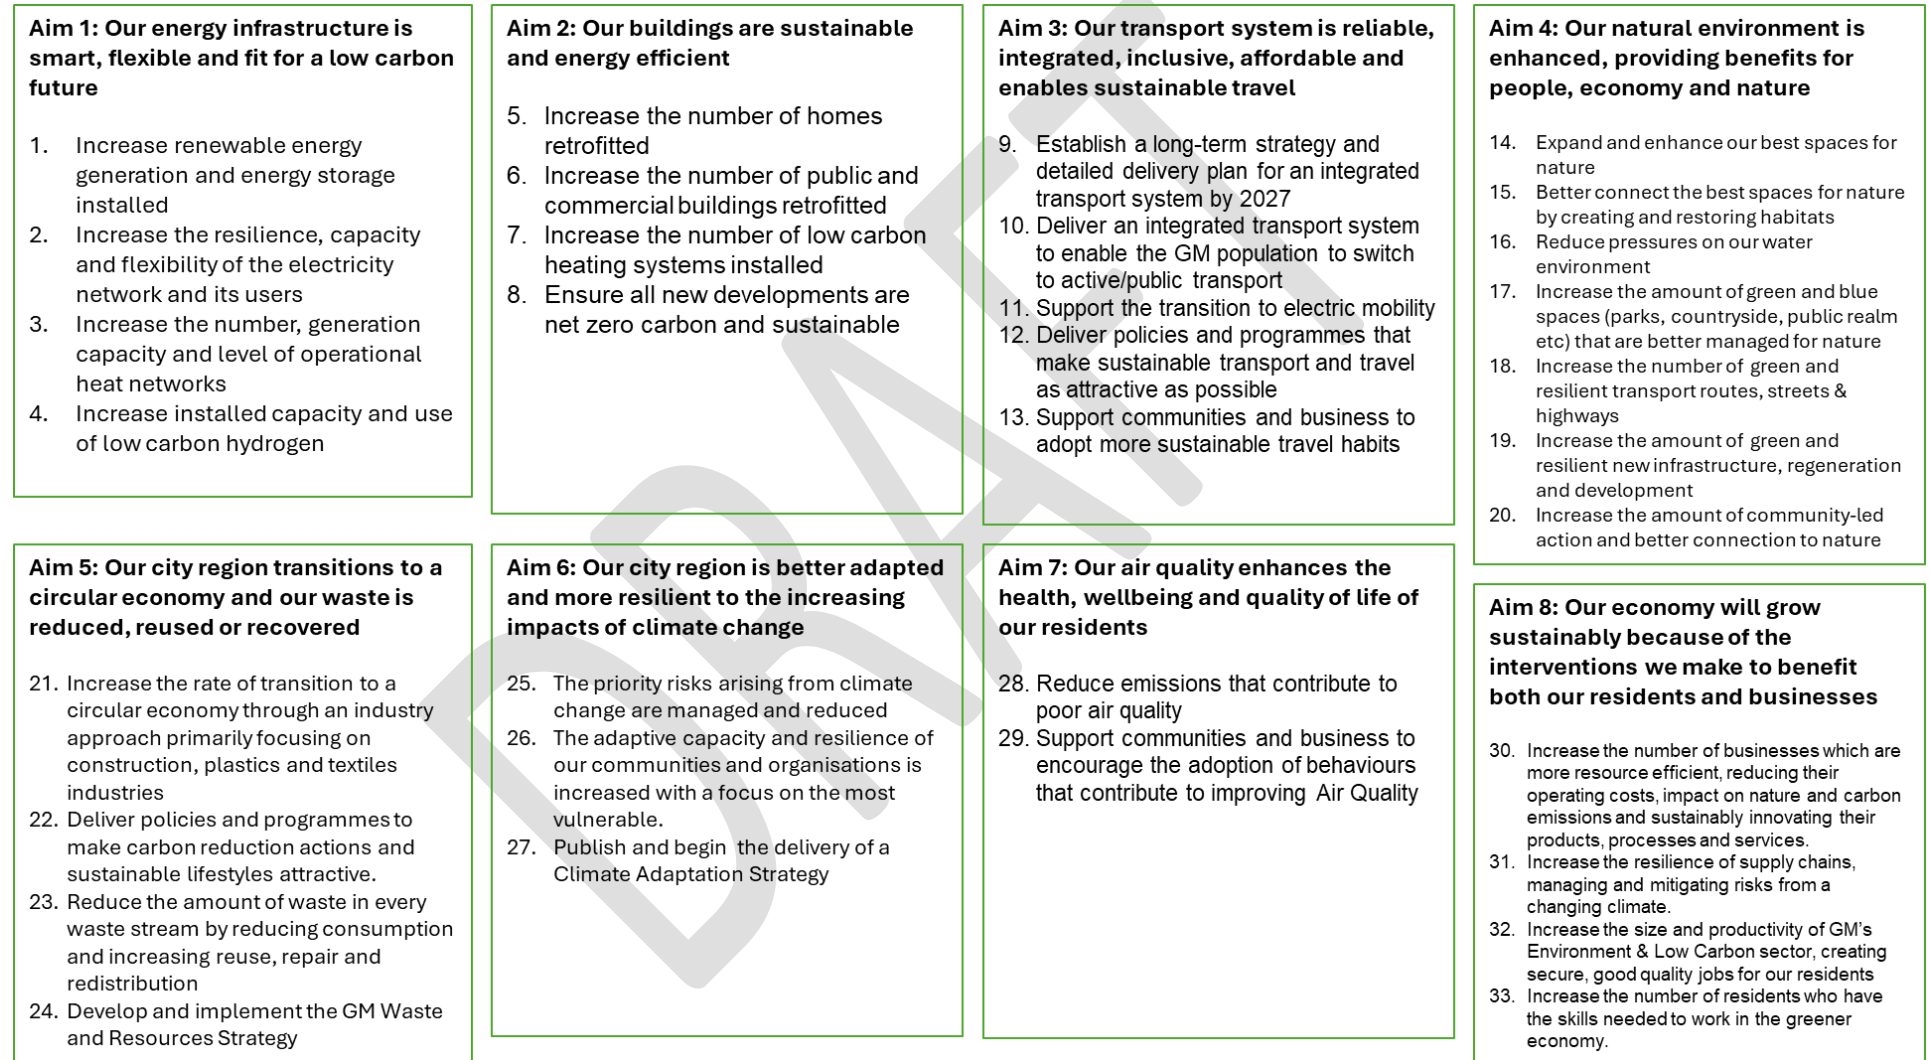 Aim 1: Our energy infrastructure is
smart, flexible and fit for a low carbon
future
1. Increase renewable energy
generation and energy storage
installed
2. Increase the resilience, capacity
and flexibility of the electricity
network and its users
3. Increase the number, generation
capacity and level of operational
heat networks
4. Increase installed capacity and use
of low carbon hydrogen
Aim 2: Our buildings are sustainable
and energy efficient
5. Increase the number of homes
retrofitted
6. Increase the number of public and
commercial buildings retrofitted
7. Increase the number of low carbon
heating systems installed
8. Ensure all new developments are
net zero carbon and sustainable
Aim 3: Our transport system is reliable,
integrated, inclusive, affordable and
enables sustainable travel
9. Establish a long-term strategy and
detailed delivery plan for an integrated
transport system by 2027
10. Deliver an integrated transport system
to enable the GM population to switch
to active/public transport
11. Support the transition to electric mobility
12. Deliver policies and programmes that
make sustainable transport and travel
as attractive as possible
13. Support communities and business to
adopt more sustainable travel habits
Aim 4: Our natural environment is
enhanced, providing benefits for
people, economy and nature
14. Expand and enhance our best spaces for
nature
15. Better connect the best spaces for nature
by creating and restoring habitats
16. Reduce pressures on our water
environment
17. Increase the amount of green and blue
spaces (parks, countryside, public realm
etc) that are better managed for nature
18. Increase the number of green and
resilient transport routes, streets &
highways
19. Increase the amount of green and
resilient new infrastructure, regeneration
and development
20. Increase the amount of community-led
action and better connection to nature
Aim 5: Our city region transitions to a
circular economy and our waste is
reduced, reused or recovered
21. Increase the rate of transition to a
circular economy through an industry
approach primarily focusing on
construction, plastics and textiles
industries
22. Deliver policies and programmes to
make carbon reduction actions and
sustainable lifestyles attractive.
23. Reduce the amount of waste in every
waste stream by reducing consumption
and increasing reuse, repair and
redistribution
24. Develop and implement the GM Waste
and Resources Strategy
Aim 6: Our city region is better adapted
and more resilient to the increasing
impacts of climate change
25. The priority risks arising from climate
change are managed and reduced
26. The adaptive capacity and resilience of
our communities and organisations is
increased with a focus on the most
vulnerable.
27. Publish and begin the delivery of a
Climate Adaptation Strategy
Aim 7: Our air quality enhances the
health, wellbeing and quality of life of
our residents
28. Reduce emissions that contribute to
poor air quality
29. Support communities and business to
encourage the adoption of behaviours
that contribute to improving Air Quality
Aim 8: Our economy will grow
sustainably because of the
interventions we make to benefit
both our residents and businesses
30. Increase the number of businesses which are
more resource efficient, reducing their
operating costs, impact on nature and carbon
emissions and sustainably innovating their
products, processes and services.
31. Increase the resilience of supply chains,
managing and mitigating risks from a
changing climate.
32. Increase the size and productivity of GM's
Environment & Low Carbon sector, creating
secure, good quality jobs for our residents
33. Increase the number of residents who have
the skills needed to work in the greener
economy.
DRAFT